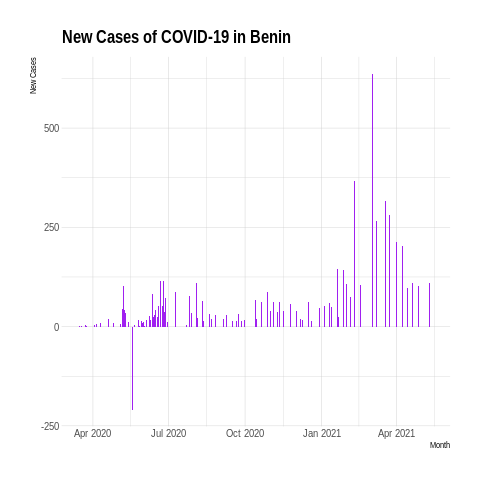 New Cases of COVID-19 in Benin
New Cases
500
250
0
-250
Apr 2020 Jul 2020 Oct 2020 Jan 2021 Apr 2021
Month